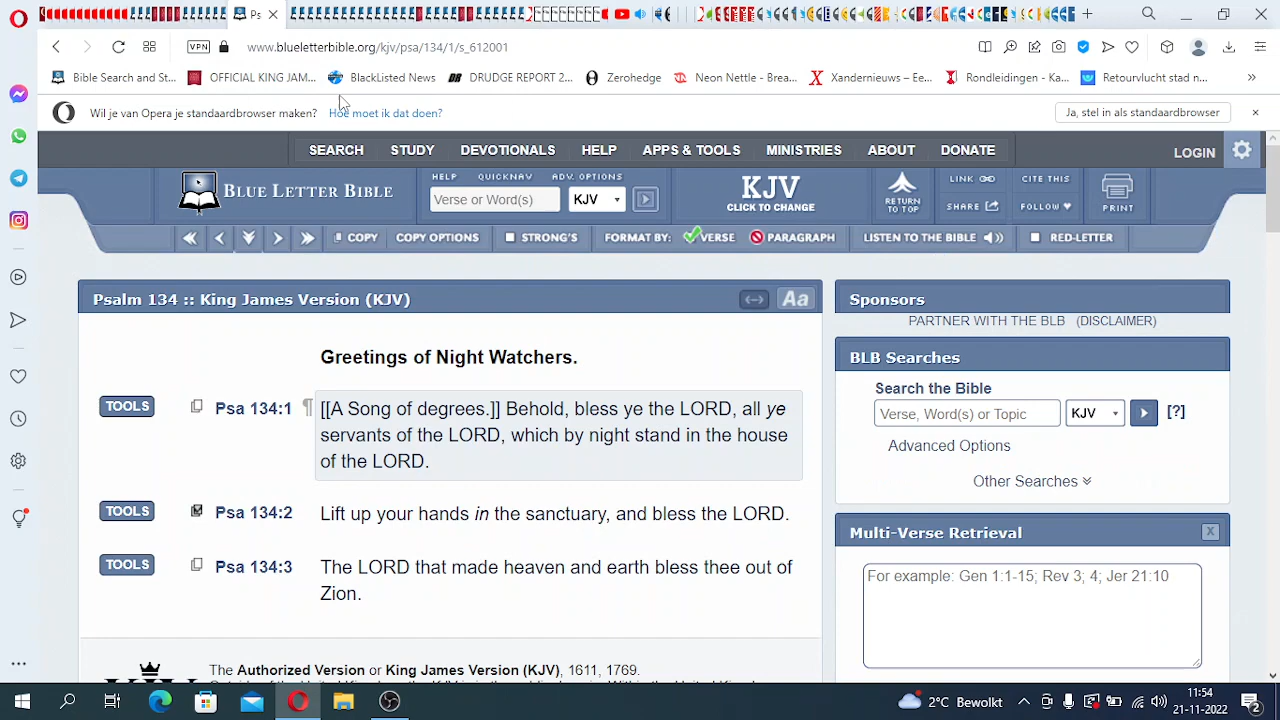 Ps
VPN
www.blueletterbible.org/kjv/psa/134/1/s_612001
Bible Search and St...
OFFICIAL KING JAM...
BlackListed News
DRUDGE REPORT 2...
Zerohedge
Neon Nettle - Brea...
Xandernieuws – Ee...
Rondleidingen - Ka...
Retourvlucht stad n...
Wil je van Opera je standaardbrowser maken?
Hoe moet ik dat doen?
Ja, stel in als standaardbrowser
SEARCH
STUDY
DEVOTIONALS
HELP
APPS & TOOLS
MINISTRIES
ABOUT
DONATE
LOGIN
BLUE LETTER BIBLE
HELP
QUICKNAV
ADV. OPTIONS
Verse or Word(s)
KJV
KJV
CLICK TO CHANGE
RETURN
TO TOP
LINK
SHARE
CITE THIS
FOLLOW
PRINT
COPY
COPY OPTIONS
STRONG'S
FORMAT BY:
VERSE
PARAGRAPH
LISTEN TO THE BIBLE
RED-LETTER
Psalm 134 :: King James Version (KJV)
Aa
Greetings of Night Watchers.
TOOLS
Psa 134:1
¶ [[A Song of degrees.]] Behold, bless ye the LORD, all ye
servants of the LORD, which by night stand in the house
of the LORD.
TOOLS
Psa 134:2
Lift up your hands in the sanctuary, and bless the LORD.
TOOLS
Psa 134:3
The LORD that made heaven and earth bless thee out of
Zion.
The Authorized Version or King James Version (KJV), 1611, 1769.
Sponsors
PARTNER WITH THE BLB (DISCLAIMER)
BLB Searches
Search the Bible
Verse, Word(s) or Topic
KJV
[?]
Advanced Options
Other Searches
Multi-Verse Retrieval
X
For example: Gen 1:1-15; Rev 3; 4; Jer 21:10
2°C Bewolkt
11:54
21-11-2022
2